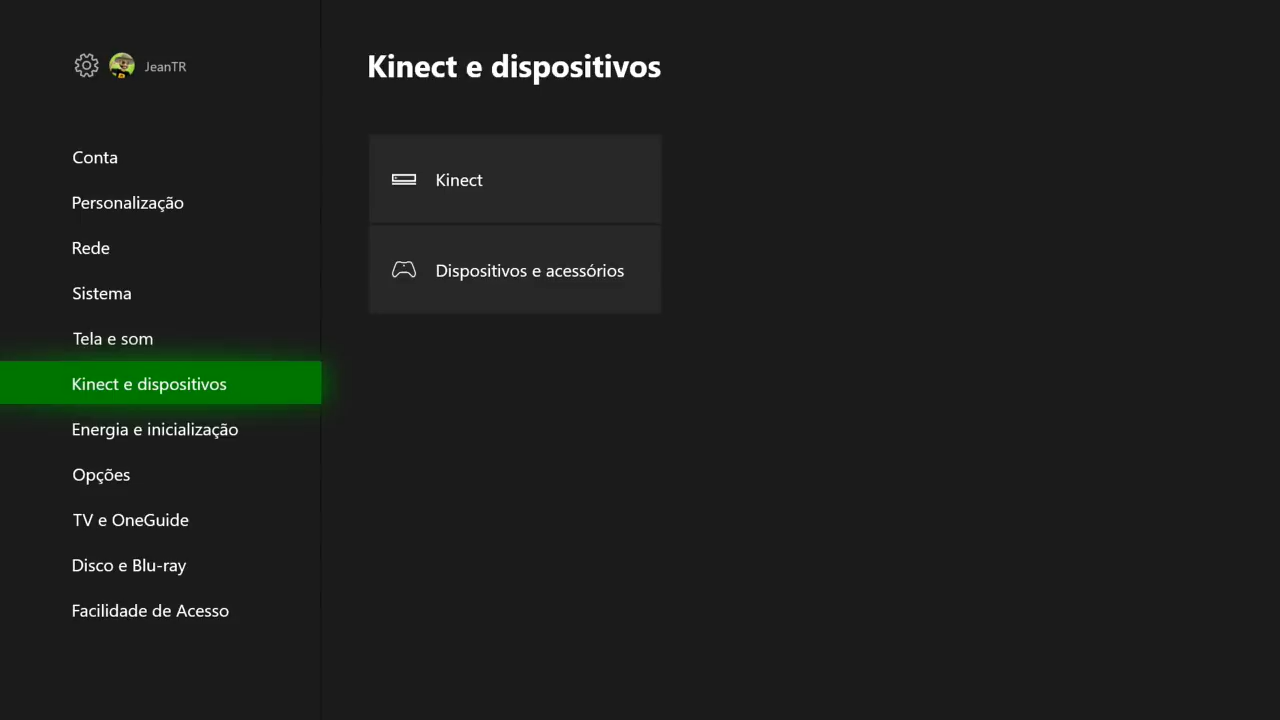 JeanTR
Conta
Personalização
Rede
Sistema
Tela e som
Kinect e dispositivos
Energia e inicialização
Opções
TV e OneGuide
Disco e Blu-ray
Facilidade de Acesso
Kinect e dispositivos
Kinect
Dispositivos e acessórios